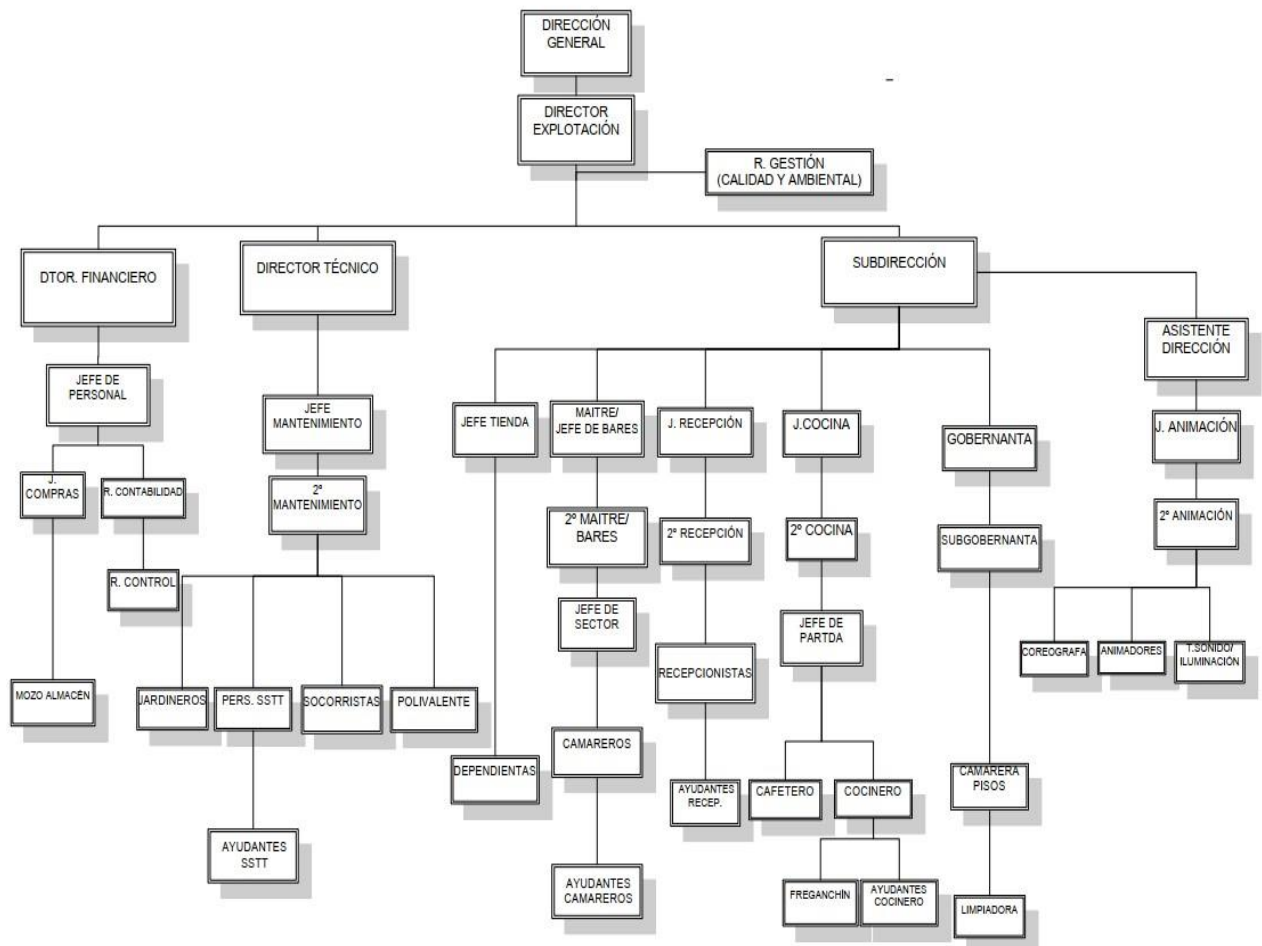 DIRECCIÓN
GENERAL
DIRECTOR
EXPLOTACIÓN
R. GESTIÓN
(CALIDAD Y AMBIENTAL)
DTOR. FINANCIERO
DIRECTOR TÉCNICO
SUBDIRECCIÓN
ASISTENTE
DIRECCIÓN
JEFE DE
PERSONAL
JEFE
MANTENIMIENTO
JEFE TIENDA
MAITRE/
JEFE DE BARES
J. RECEPCIÓN
J.COCINA
GOBERNANTA
J. ANIMACIÓN
J.
COMPRAS
R. CONTABILIDAD
2º
MANTENIMIENTO
2º MAITRE/
BARES
2º RECEPCIÓN
2º COCINA
SUBGOBERNANTA
2º ANIMACIÓN
R. CONTROL
JEFE DE
SECTOR
JEFE DE
PARTDA
RECEPCIONISTAS
COREOGRAFA
ANIMADORES
T.SONIDO/
ILUMINACIÓN
MOZO ALMACÉN
JARDINEROS
PERS. SSTT
SOCORRISTAS
POLIVALENTE
CAMAREROS
DEPENDIENTAS
AYUDANTES
RECEP.
CAFETERO
COCINERO
CAMARERA
PISOS
AYUDANTES
SSTT
AYUDANTES
CAMAREROS
FREGANCHÍN
AYUDANTES
COCINERO
LIMPIADORA